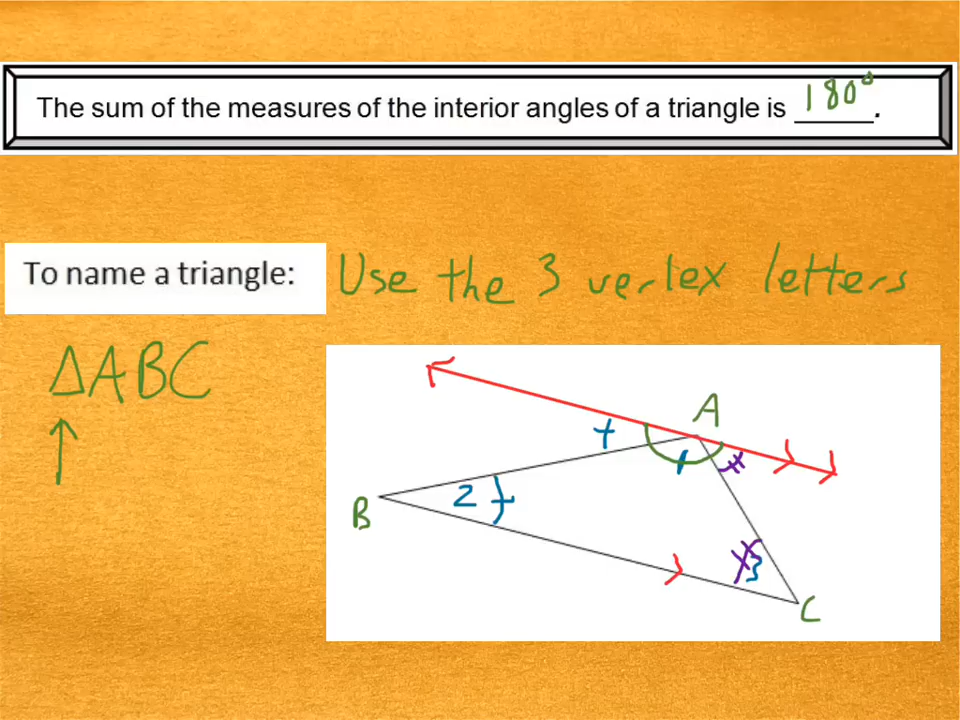 The sum of the measures of the interior angles of a triangle is 180°.
To name a triangle: Use the 3 vertex letters
ΔABC
A
1
B
2
3
C